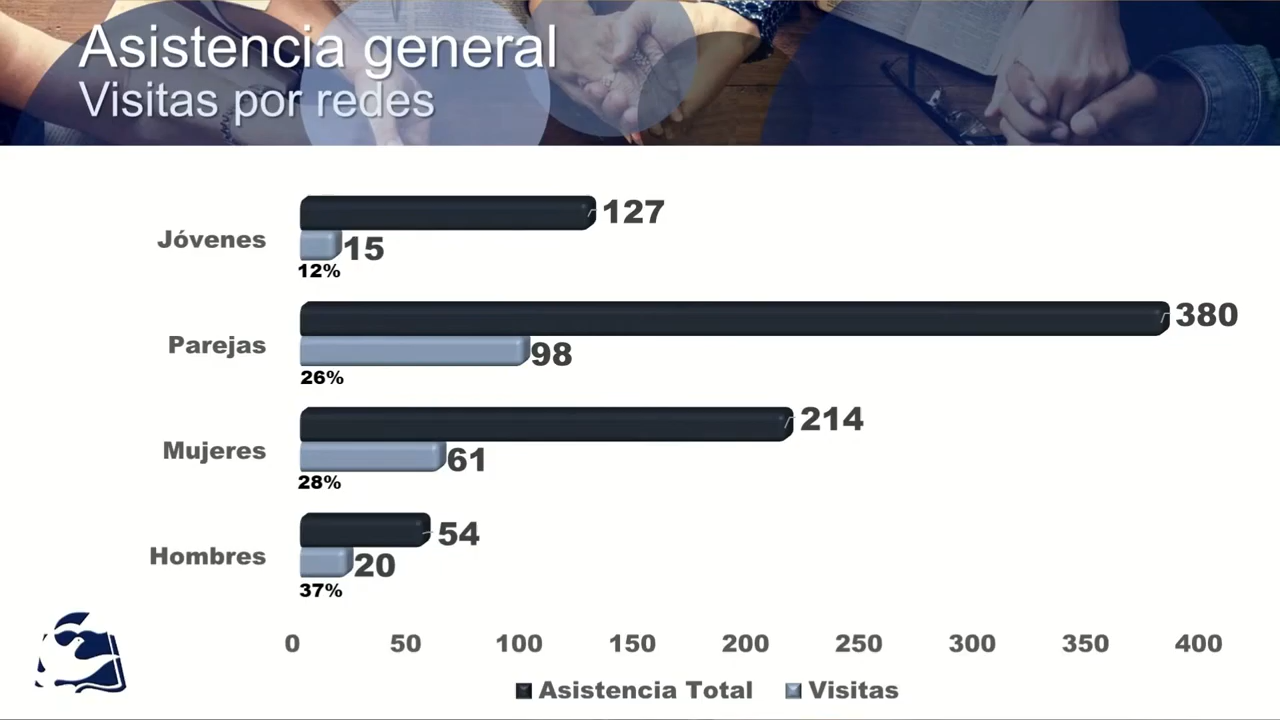 Asistencia general
Visitas por redes
Jóvenes
127
15
12%
Parejas
380
98
26%
Mujeres
214
61
28%
Hombres
54
20
37%
0 50 100 150 200 250 300 350 400
Asistencia Total Visitas